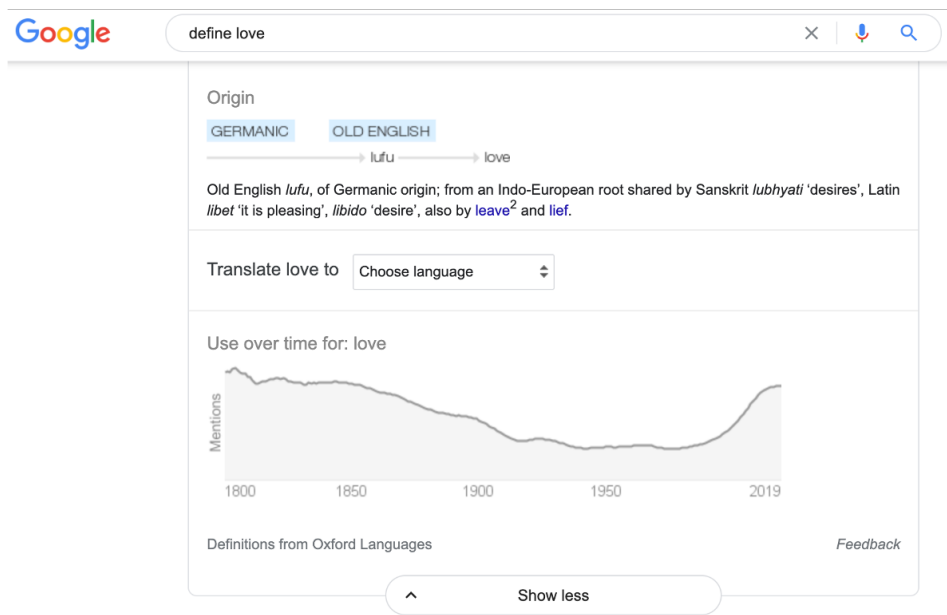 Google define love
Origin
GERMANIC OLD ENGLISH
lufu love
Old English lufu, of Germanic origin; from an Indo-European root shared by Sanskrit lubhyati ‘desires’, Latin
libet ‘it is pleasing’, libido ‘desire’, also by leave2 and lief.
Translate love to Choose language
Use over time for: love
Mentions
1800 1850 1900 1950 2019
Definitions from Oxford Languages Feedback
Show less